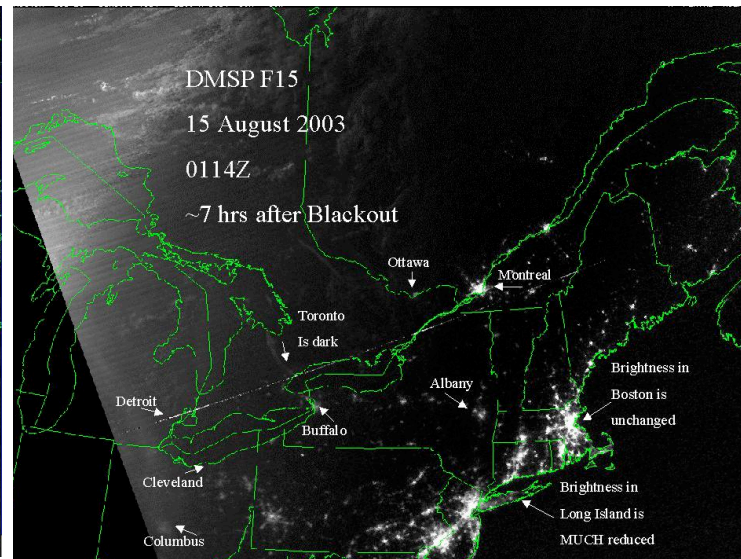 DMSP F15
15 August 2003
0114Z
~7 hrs after Blackout
Ottawa
Montreal
Toronto
Is dark
Detroit
Buffalo
Albany
Brightness in
Boston is
unchanged
Cleveland
Columbus
Brightness in
Long Island is
MUCH reduced